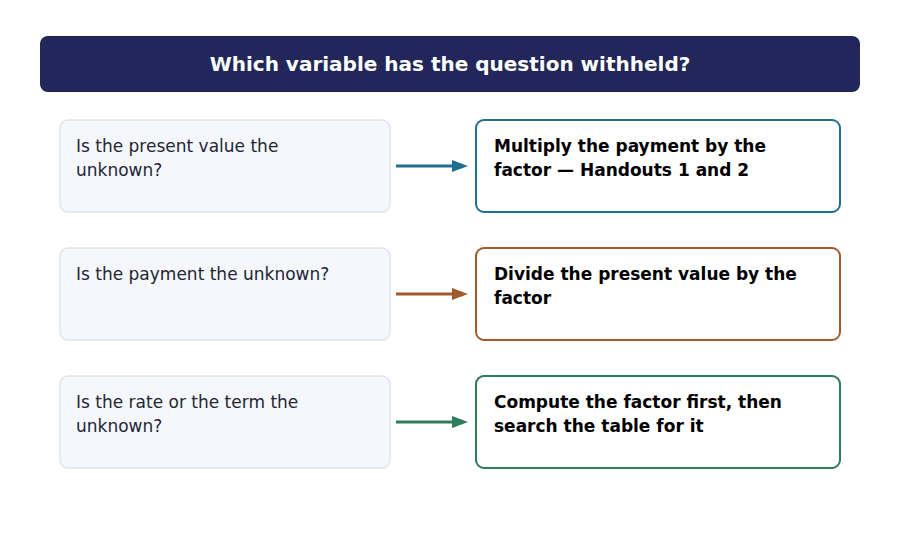 Which variable has the question withheld?
Is the present value the
unknown?
Multiply the payment by the
factor — Handouts 1 and 2
Is the payment the unknown?
Divide the present value by the
factor
Is the rate or the term the
unknown?
Compute the factor first, then
search the table for it